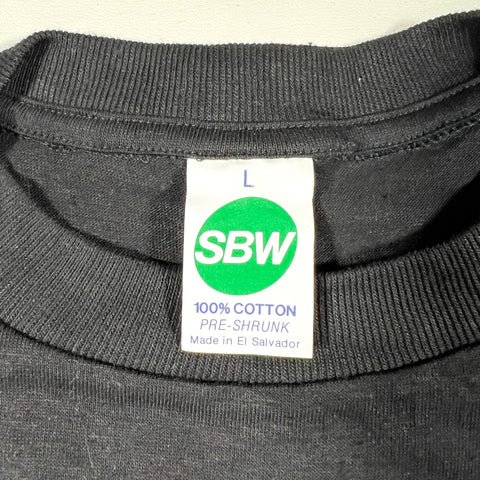 L
SBW
100% COTTON
PRE-SHRUNK
Made in El Salvador